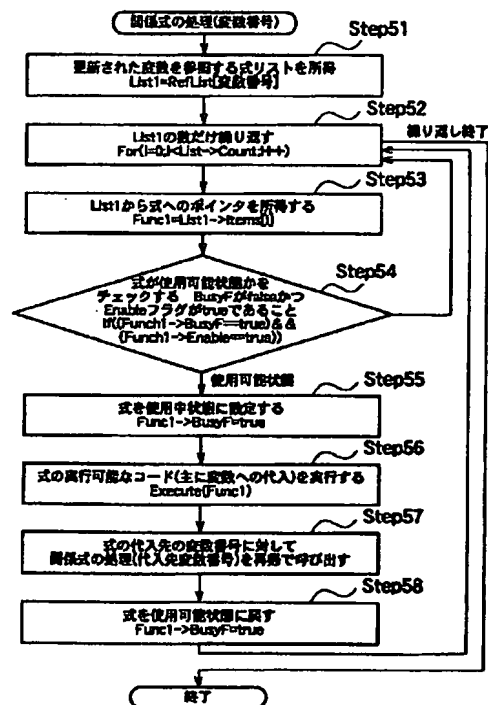 関係式の処理(変数番号)
Step51
更新された変数を参照する式リストを所得
List1=RefList[変数番号]
Step52
List1の数だけ繰り返す
For(i=0;i<List->Count;i++)
繰り返し終了
Step53
List1から式へのポインタを所得する
Func1=List1->Items[i]
Step54
式が使用可能状態かを
チェックする BusyFがfalseかつ
Enableフラグがtrueであること
If((Funch1->BusyF==true)&&
(Funch1->Enable==true))
使用可能状態
Step55
式を使用中状態に設定する
Func1->BusyF=true
Step56
式の実行可能なコード(主に変数への代入)を実行する
Execute(Func1)
Step57
式の代入先の変数番号に対して
関係式の処理(代入先変数番号)を再帰で呼び出す
Step58
式を使用可能状態に戻す
Func1->BusyF=true
終了